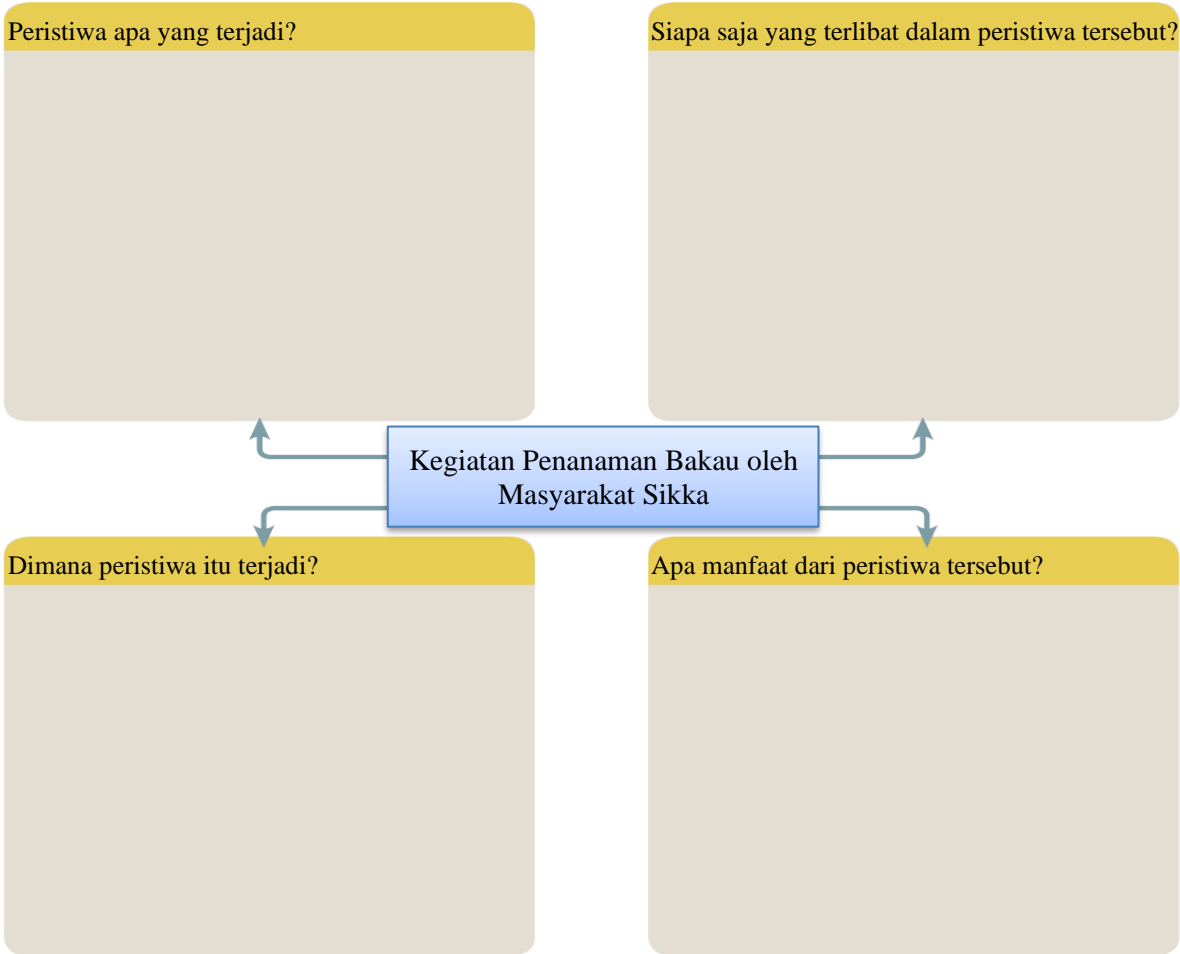 Peristiwa apa yang terjadi?
Siapa saja yang terlibat dalam peristiwa tersebut?
Kegiatan Penanaman Bakau oleh
Masyarakat Sikka
Dimana peristiwa itu terjadi?
Apa manfaat dari peristiwa tersebut?